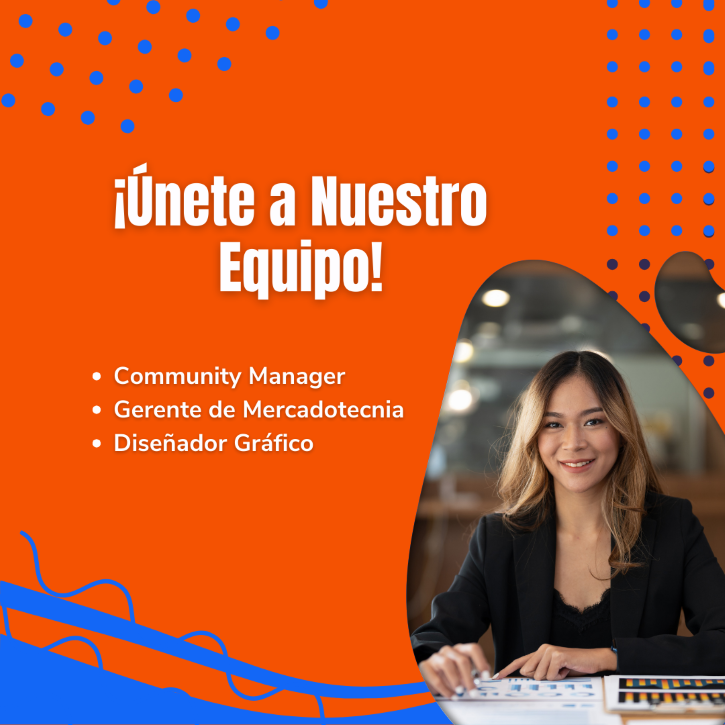 ¡Únete a Nuestro
Equipo!
Community Manager
Gerente de Mercadotecnia
Diseñador Gráfico